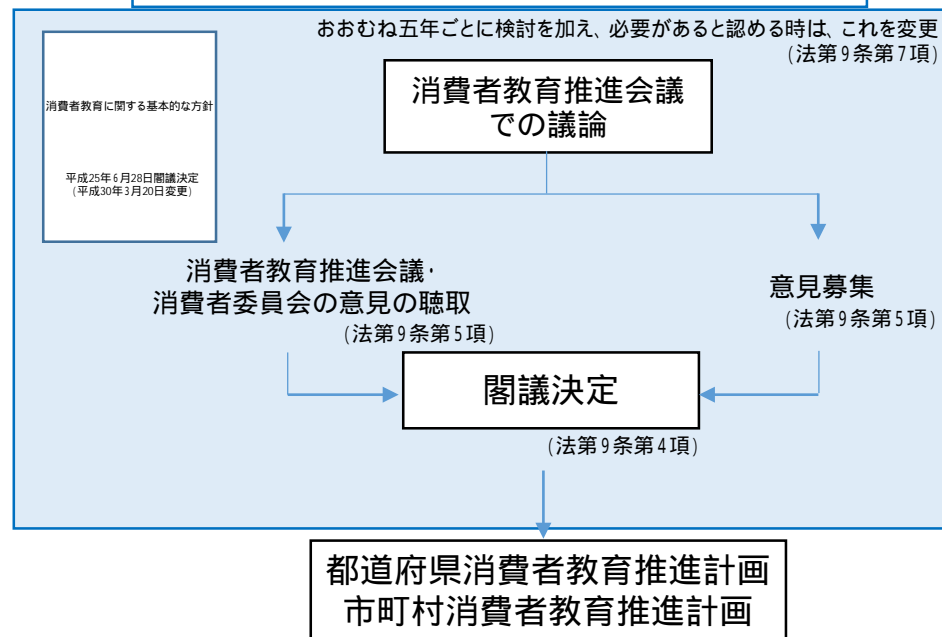 おおむね五年ごとに検討を加え、必要があると認める時は、これを変更
(法第9条第7項)
消費者教育に関する基本的な方針
平成25年6月28日閣議決定
(平成30年3月20日変更)
消費者教育推進会議
での議論
消費者教育推進会議・
消費者委員会の意見の聴取
(法第9条第5項)
意見募集
(法第9条第5項)
閣議決定
(法第9条第4項)
都道府県消費者教育推進計画
市町村消費者教育推進計画